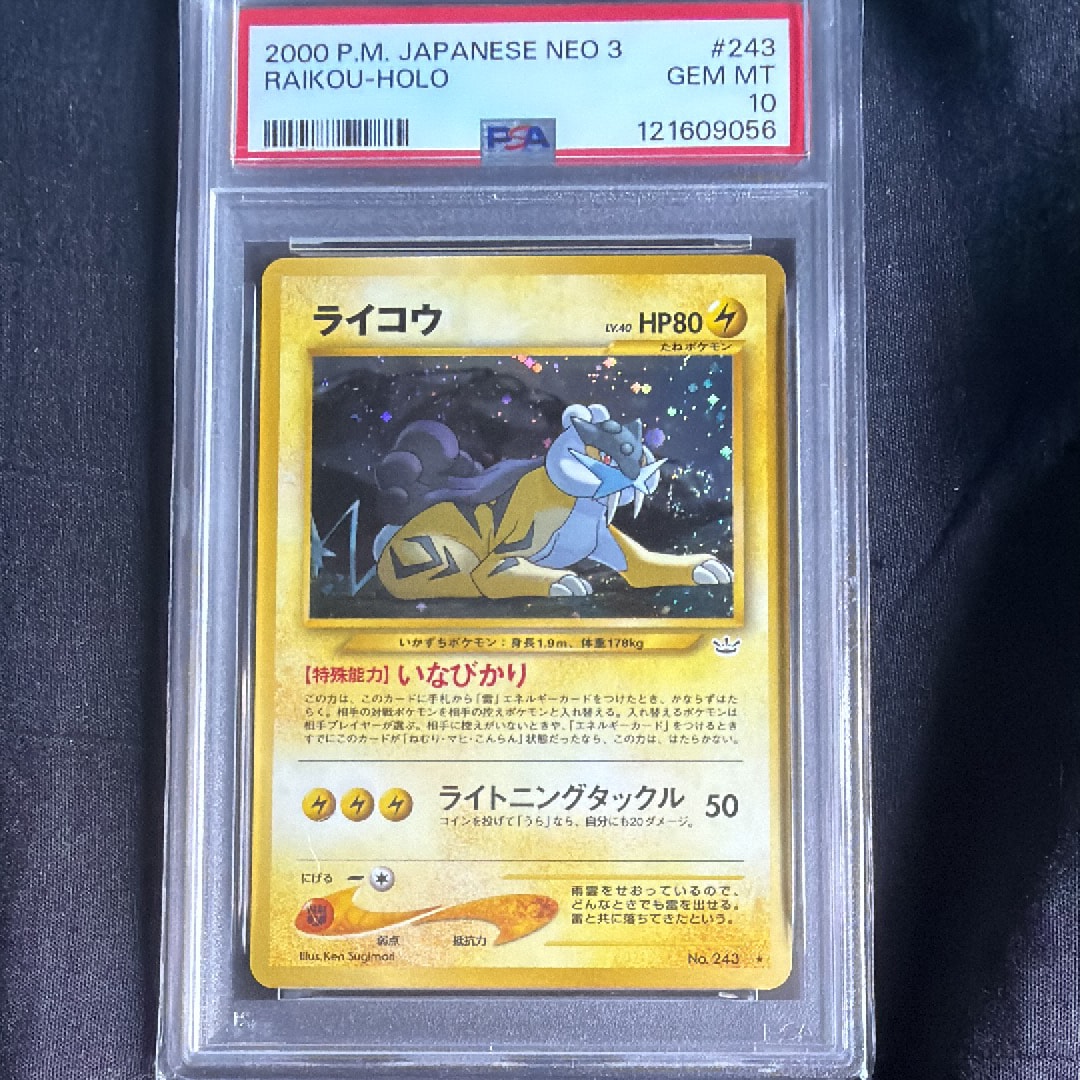 2000 P.M. JAPANESE NEO 3 #243
RAIKOU-HOLO GEM MT
10
PSA 121609056
ライコウ LV.40 HP80
たねポケモン
いかずちポケモン：身長1.9m、体重178kg
【特殊能力】いなびかり
この力は、このカードに手札から「雷」エネルギーカードをつけたとき、かならずはた
らく。相手の対戦ポケモンを相手の控えポケモンと入れ替える。入れ替えるポケモンは
相手プレイヤーが選ぶ。相手に控えがいないときや、「エネルギーカード」をつけるとき
すでにこのカードが「ねむり・マヒ・こんらん」状態だったなら、この力は、はたらかない。
ライトニングタックル 50
コインを投げて「うら」なら、自分にも20ダメージ。
にげる
雨雲をせおっているので、
どんなときでも雷を出せる。
雷と共に落ちてきたという。
弱点 抵抗力
Illus. Ken Sugimori No. 243 ★